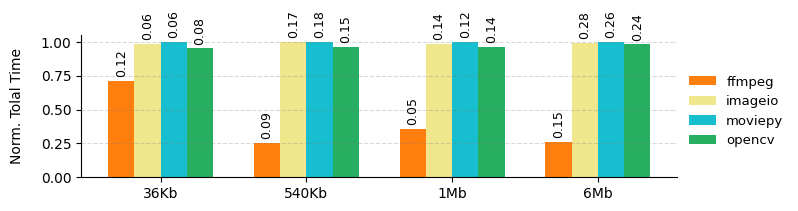 Norm. Tolal Time
1.00
0.75
0.50
0.25
0.00
0.12
0.06
0.06
0.08
0.09
0.17
0.18
0.15
0.05
0.14
0.12
0.14
0.15
0.28
0.26
0.24
36Kb
540Kb
1Mb
6Mb
ffmpeg
imageio
moviepy
opencv